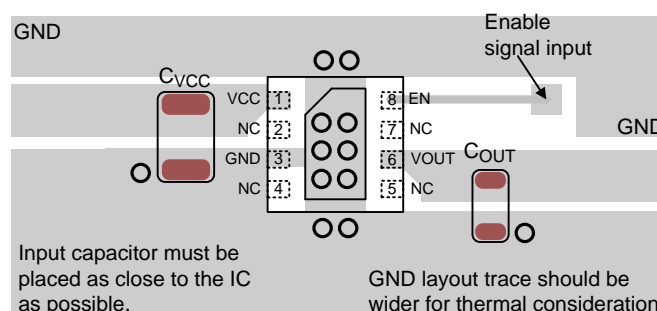 GND
Enable
signal input
CVCC
VCC 1
8 EN
NC 2
7 NC
GND
GND 3
6 VOUT
COUT
NC 4
5 NC
Input capacitor must be
placed as close to the IC
as possible.
GND layout trace should be
wider for thermal consideration